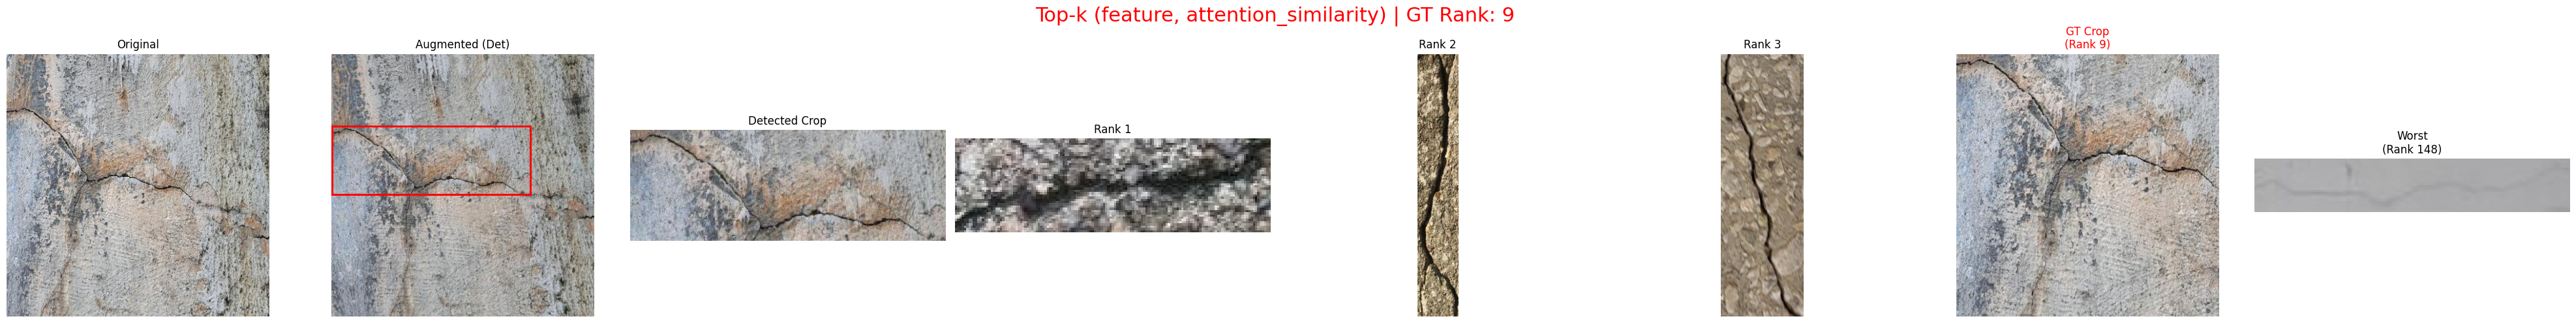 Top-k (feature, attention_similarity) | GT Rank: 9
Original
Augmented (Det)
Detected Crop
Rank 1
Rank 2
Rank 3
GT Crop
(Rank 9)
Worst
(Rank 148)